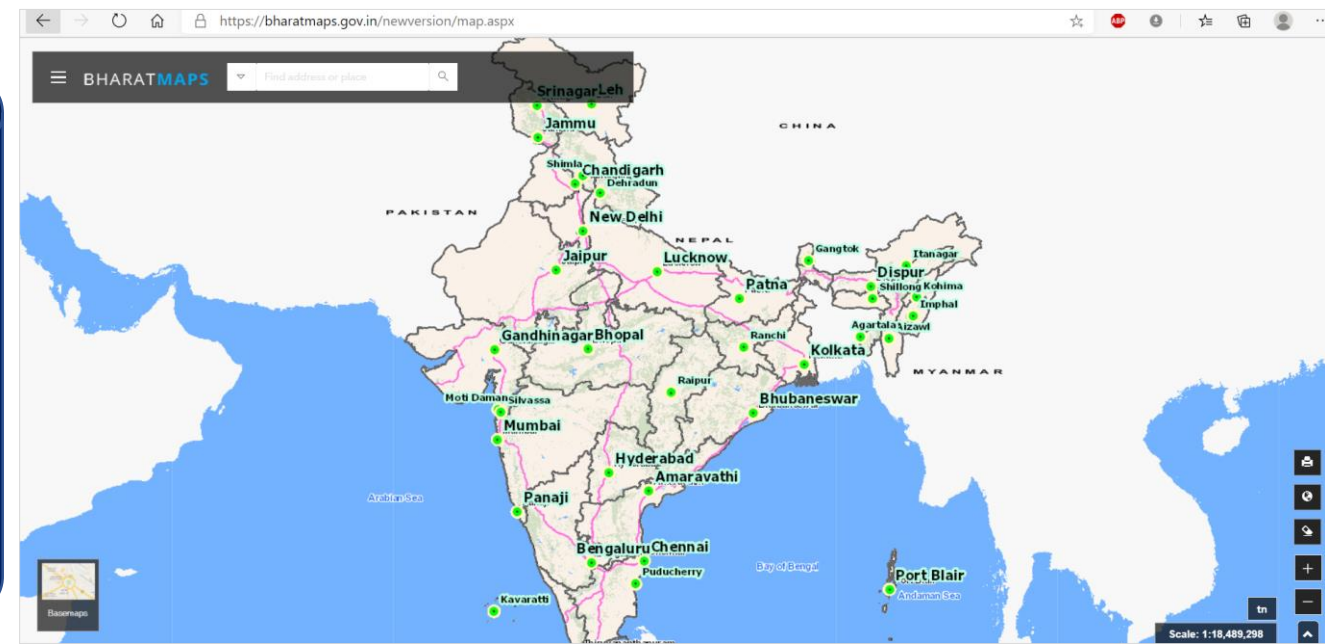 https://bharatmaps.gov.in/newversion/map.aspx
ABP
BHARATMAPS
Find address or place
Srinagar Leh
Jammu
CHINA
Shimla
Chandigarh
Dehradun
PAKISTAN
New Delhi
NEPAL
Gangtok
Itanagar
Jaipur
Lucknow
Dispur
Patna
Shillong Kohima
Imphal
Agartala Aizawl
Gandhinagar Bhopal
Ranchi
Kolkata
MYANMAR
Raipur
Moti Daman Silvassa
Bhubaneswar
Mumbai
Hyderabad
Amaravathi
Arabian Sea
Panaji
Bengaluru Chennai
Bay of Bengal
Puducherry
Port Blair
Andaman Sea
Kavaratti
Basemaps
tn
Scale: 1:18,489,298